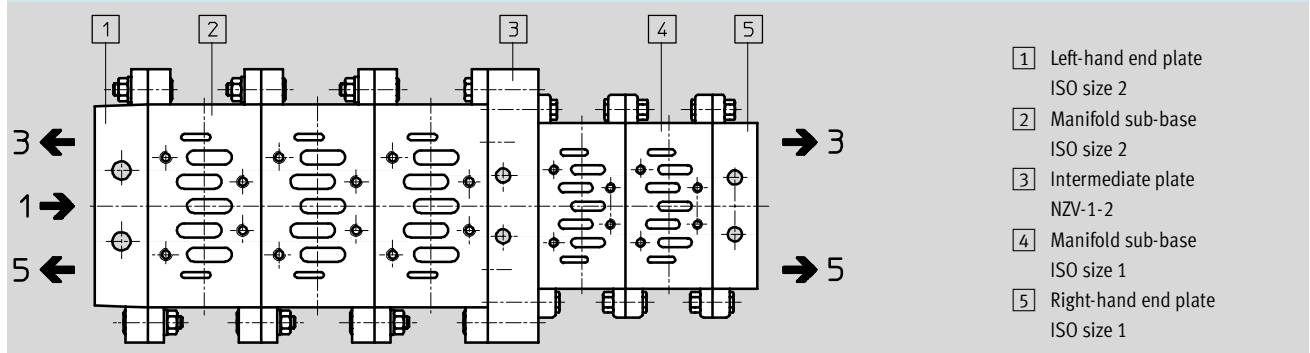 1 2 3 4 5
3 3
1
5 5
1 Left-hand end plate
ISO size 2
2 Manifold sub-base
ISO size 2
3 Intermediate plate
NZV-1-2
4 Manifold sub-base
ISO size 1
5 Right-hand end plate
ISO size 1